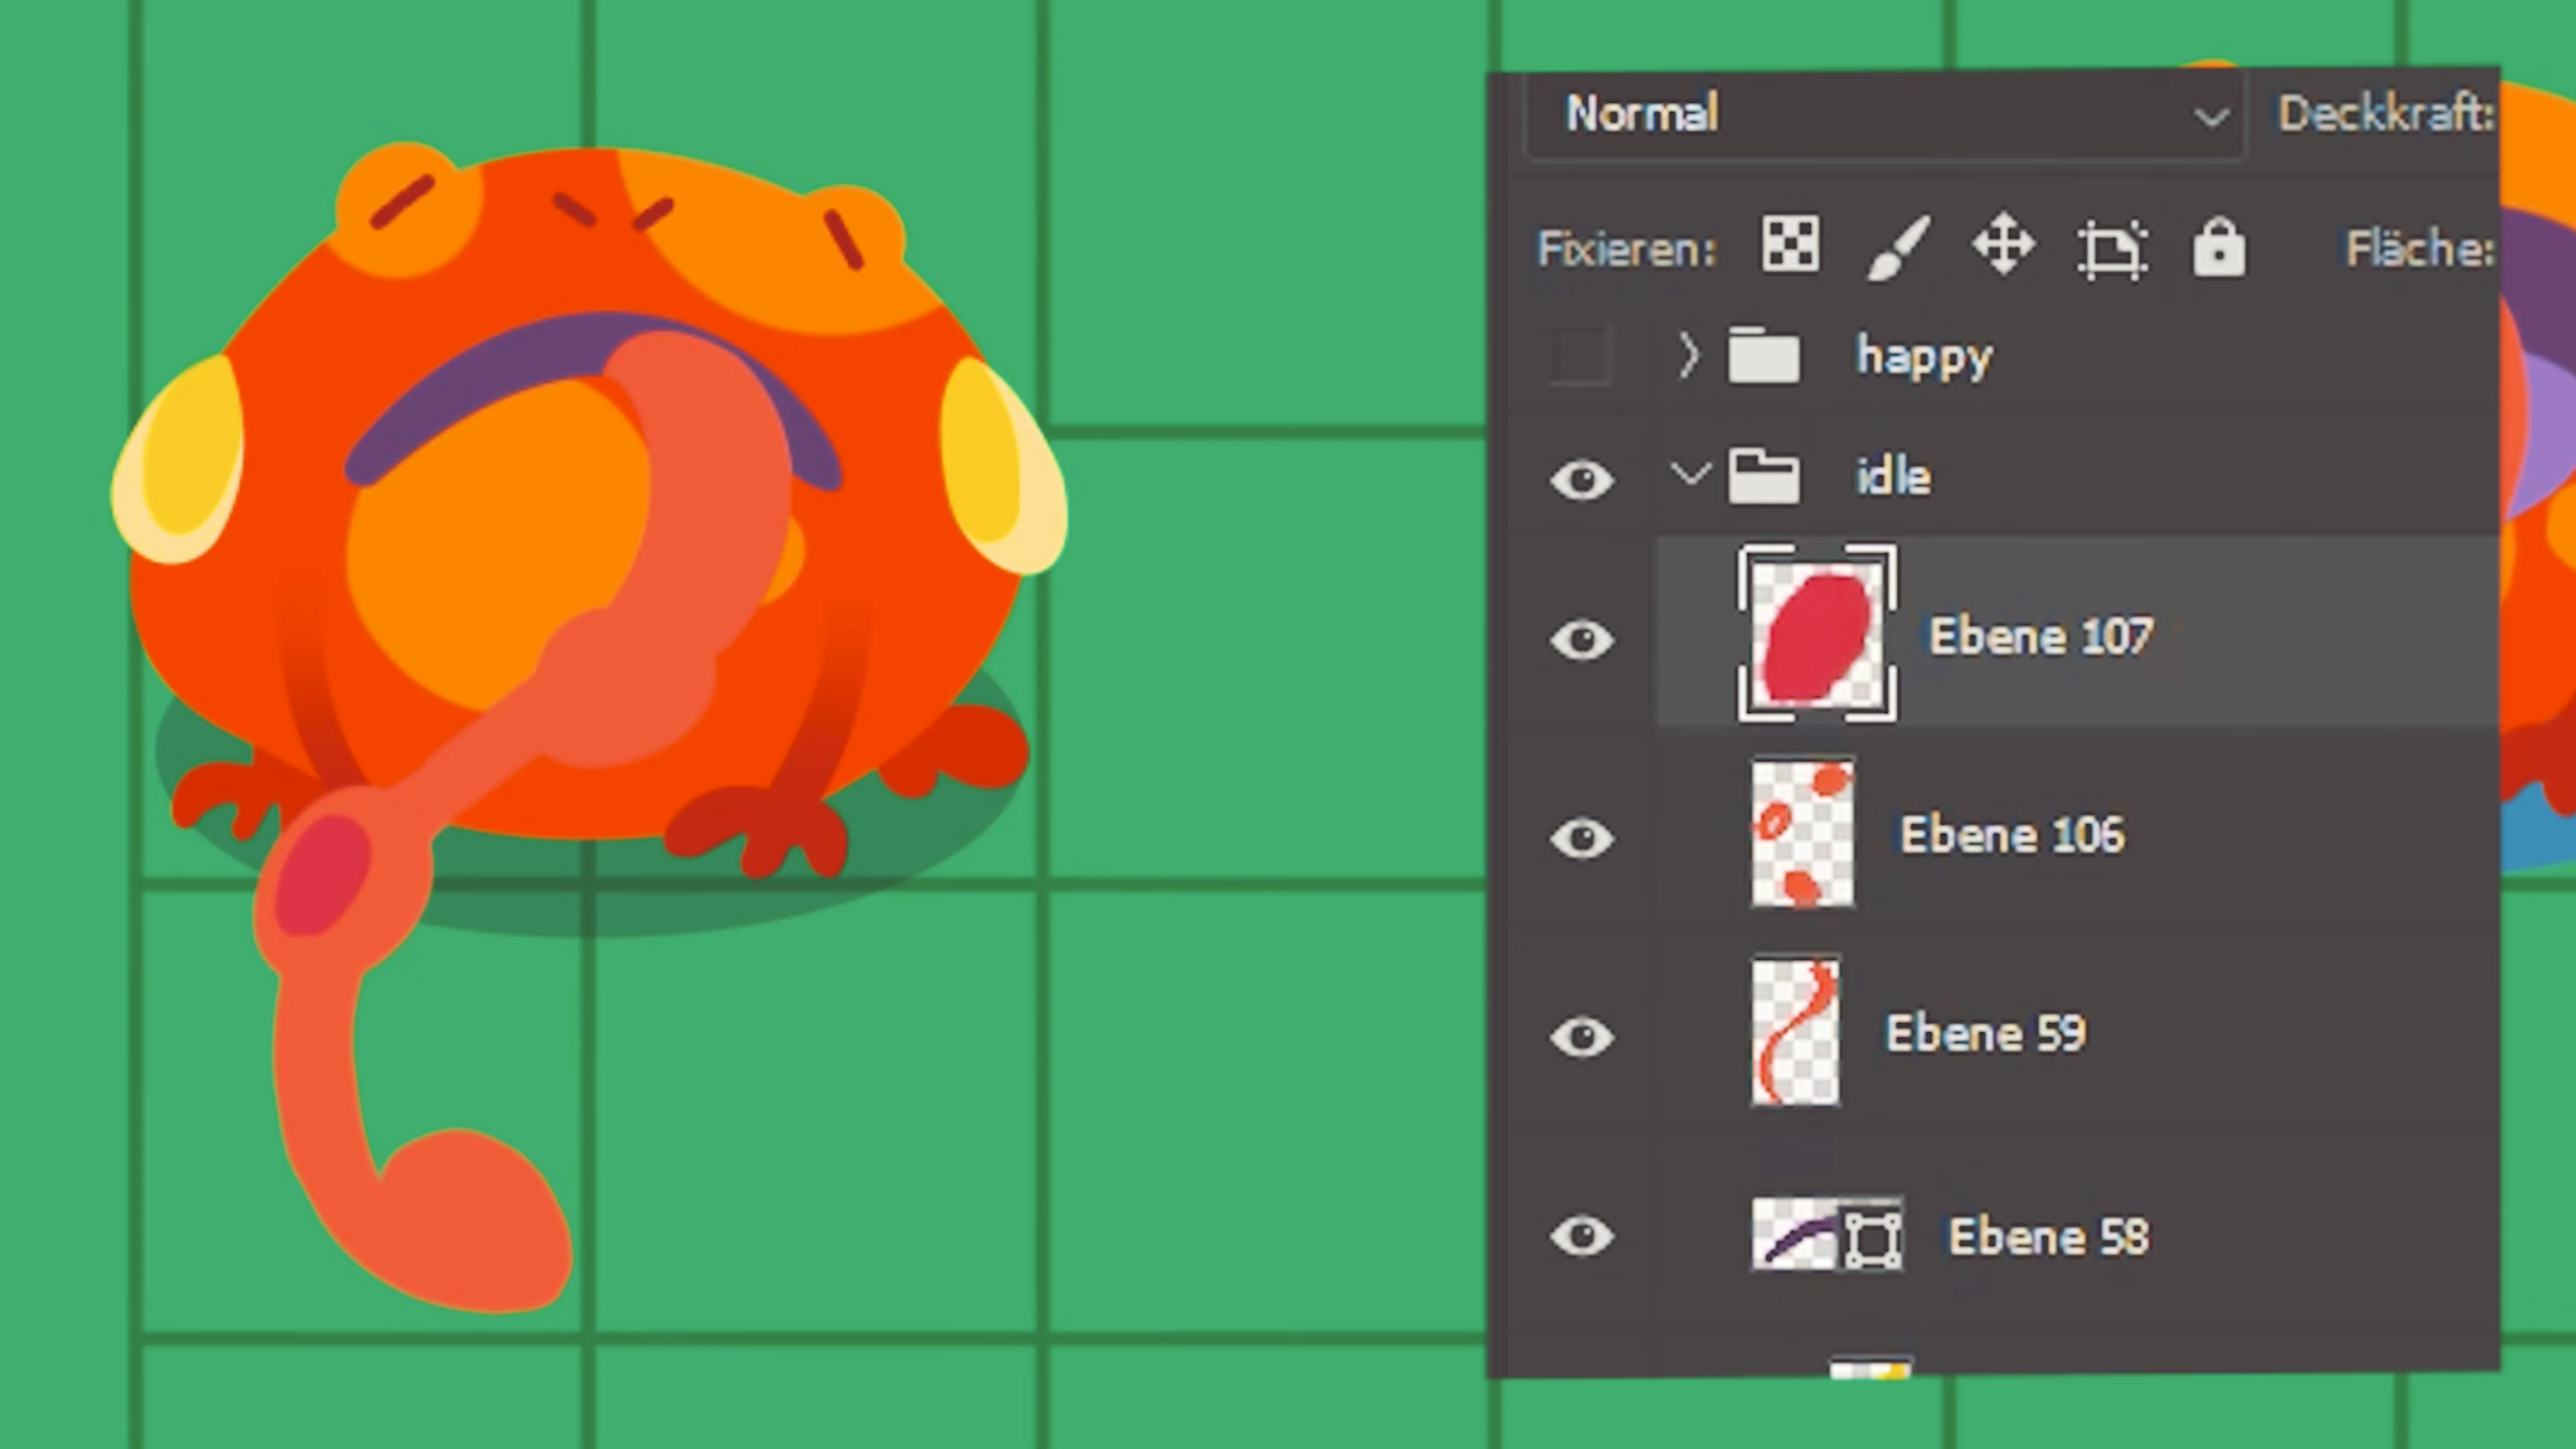 Normal Deckkraft:
Fixieren: Fläche:
happy
idle
Ebene 107
Ebene 106
Ebene 59
Ebene 58